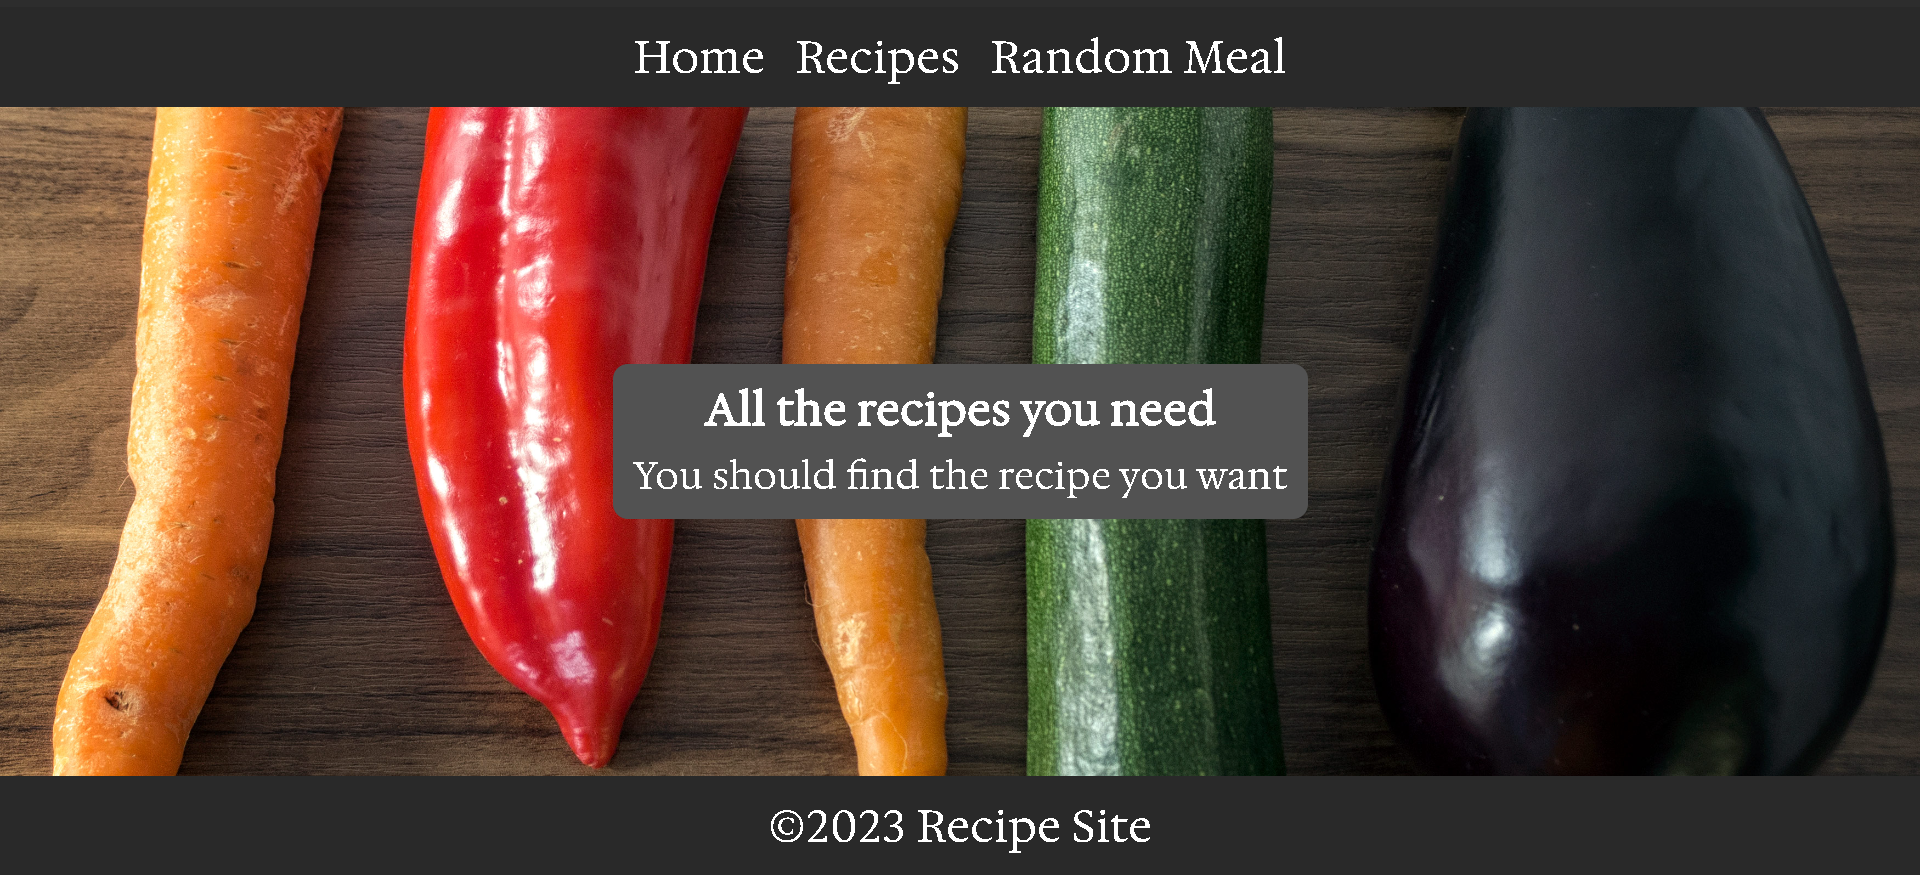 Home Recipes Random Meal
All the recipes you need
You should find the recipe you want
©2023 Recipe Site